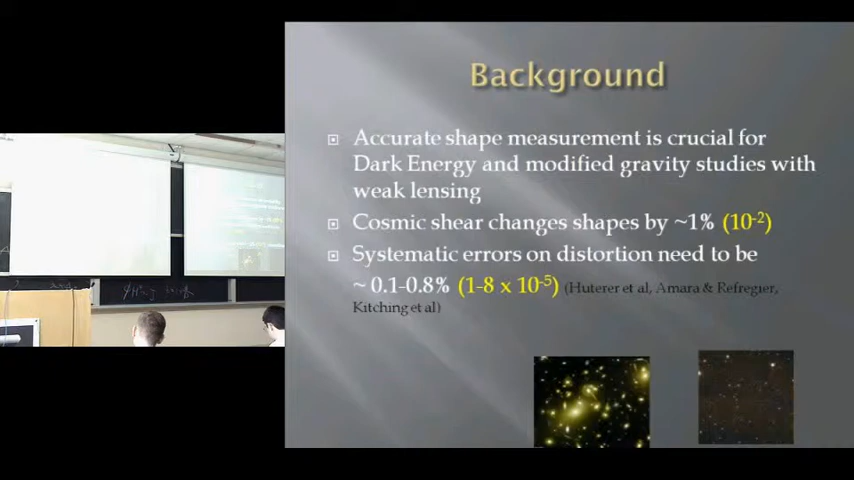 Background
Accurate shape measurement is crucial for
Dark Energy and modified gravity studies with
weak lensing
Cosmic shear changes shapes by ~1% (10⁻²)
Systematic errors on distortion need to be
~ 0.1-0.8% (1-8 x 10⁻⁵) (Huterer et al, Amara & Refregier,
Kitching et al)